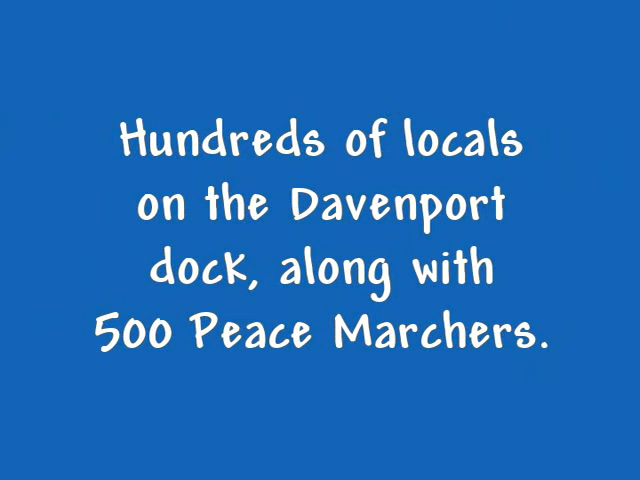 Hundreds of locals
on the Davenport
dock, along with
500 Peace Marchers.